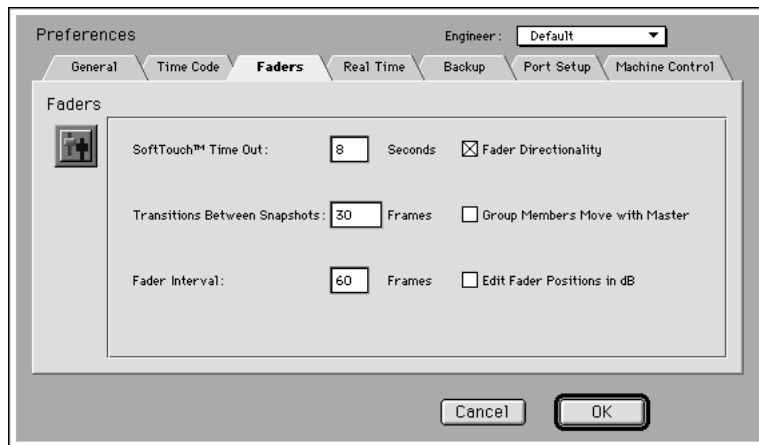 Preferences
Engineer: Default
General Time Code Faders Real Time Backup Port Setup Machine Control
Faders
SoftTouch™ Time Out: 8 Seconds Fader Directionality
Transitions Between Snapshots: 30 Frames Group Members Move with Master
Fader Interval: 60 Frames Edit Fader Positions in dB
Cancel OK